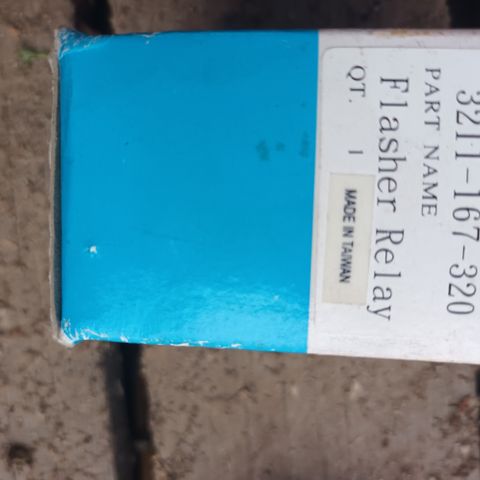 3211-167-320
PART NAME
Flasher Relay
QT. 1
MADE IN TAIWAN